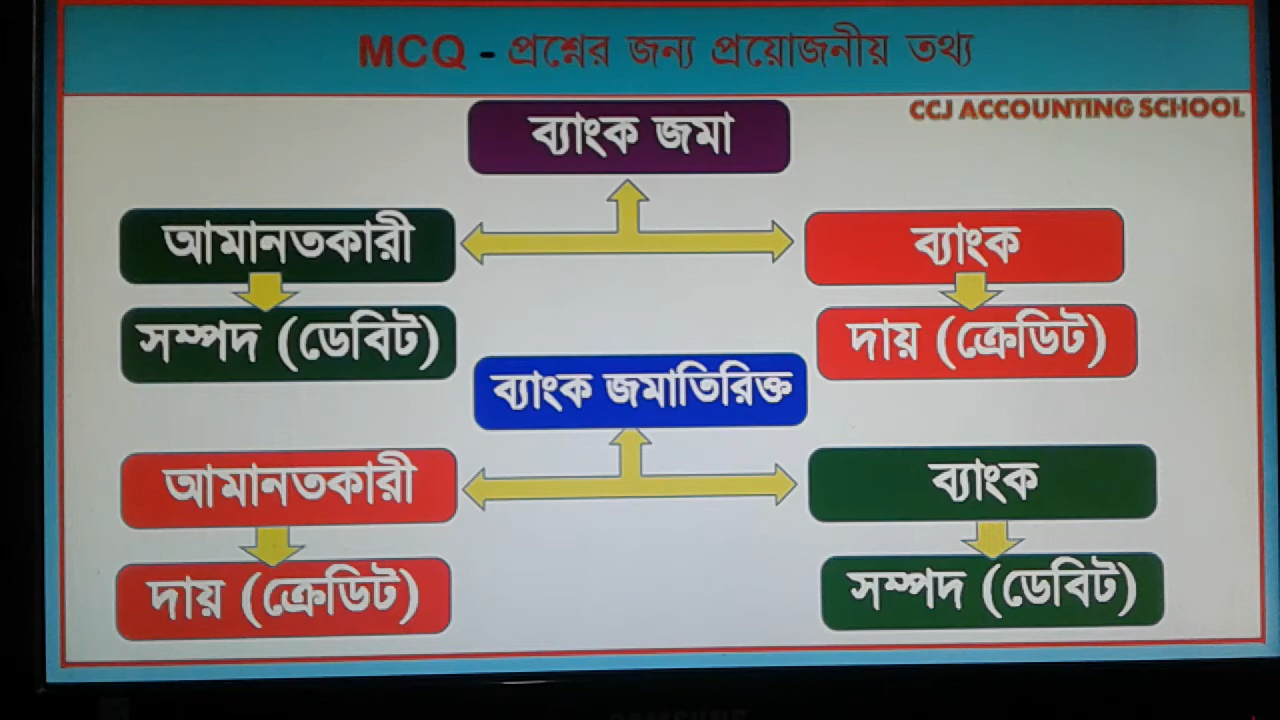 MCQ - প্রশ্নের জন্য প্রয়োজনীয় তথ্য
CCJ ACCOUNTING SCHOOL
ব্যাংক জমা
আমানতকারী
ব্যাংক
সম্পদ (ডেবিট)
দায় (ক্রেডিট)
ব্যাংক জমাতিরিক্ত
আমানতকারী
ব্যাংক
দায় (ক্রেডিট)
সম্পদ (ডেবিট)